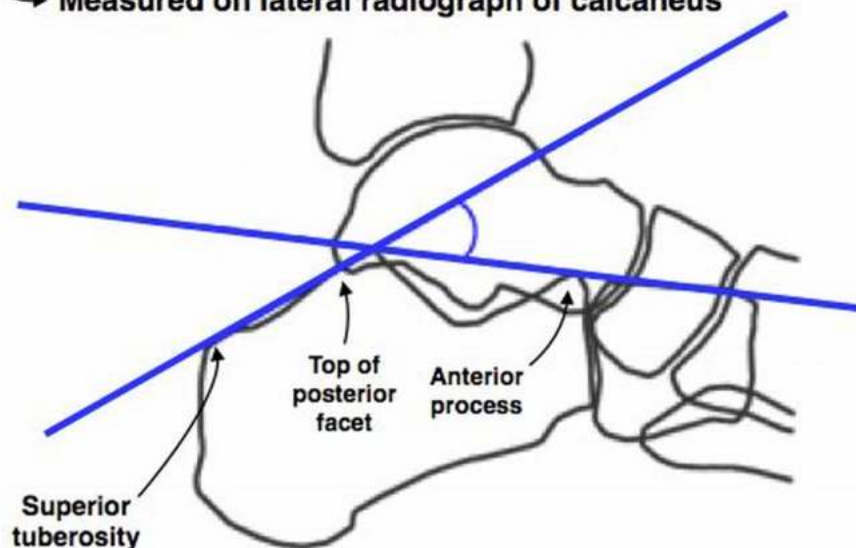 Measured on lateral radiograph of calcaneus
Top of
posterior
facet
Anterior
process
Superior
tuberosity